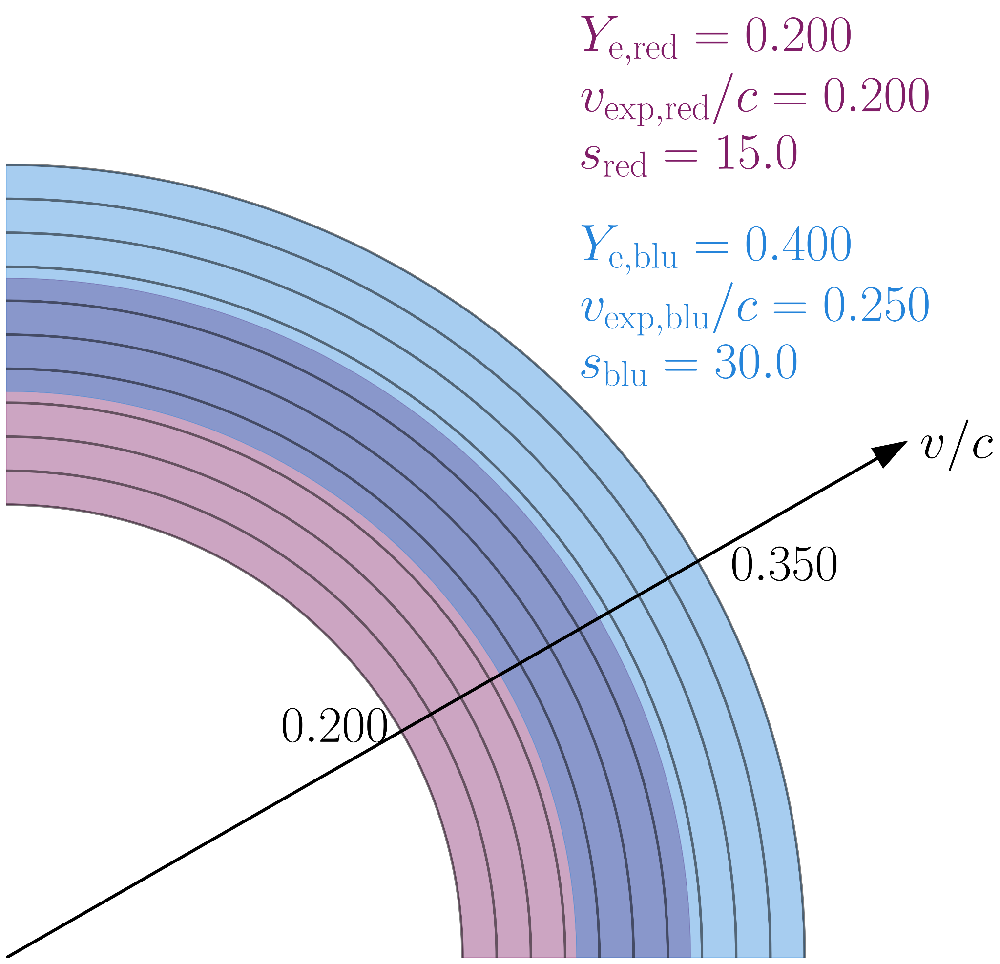 Y_e,red = 0.200
v_exp,red/c = 0.200
s_red = 15.0
Y_e,blu = 0.400
v_exp,blu/c = 0.250
s_blu = 30.0
v/c
0.350
0.200